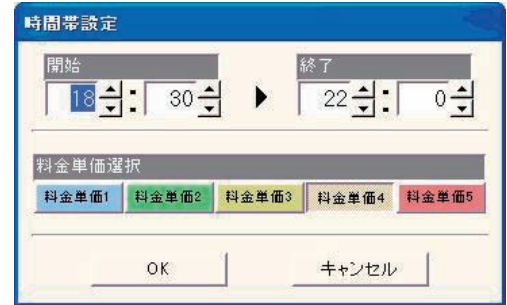 時間帯設定
開始 終了
18 : 30 ▶ 22 : 0
料金単価選択
料金単価1 料金単価2 料金単価3 料金単価4 料金単価5
OK キャンセル